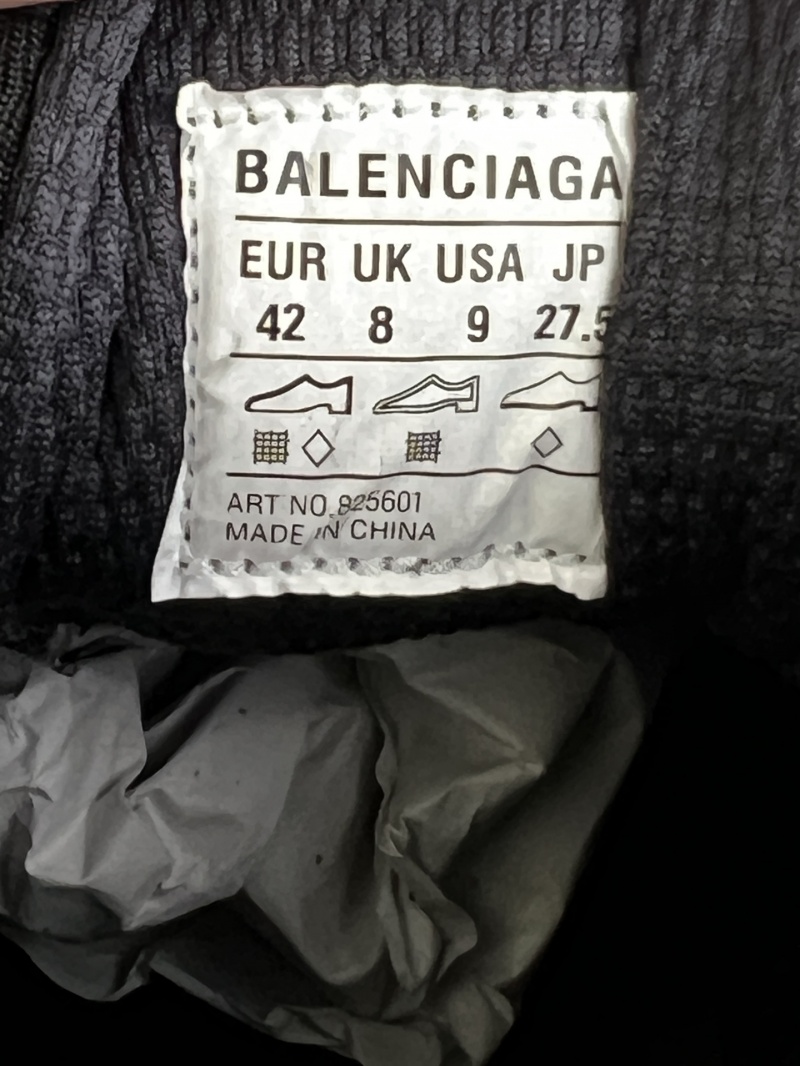 BALENCIAGA
EUR UK USA JP
42 8 9 27.5
ART NO.825601
MADE IN CHINA